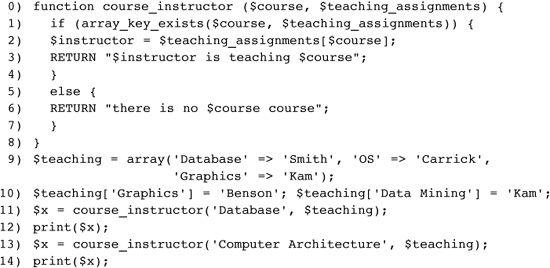 0) function course_instructor ($course, $teaching_assignments) {
1) if (array_key_exists($course, $teaching_assignments)) {
2) $instructor = $teaching_assignments[$course];
3) RETURN "$instructor is teaching $course";
4) }
5) else {
6) RETURN "there is no $course course";
7) }
8) }
9) $teaching = array('Database' => 'Smith', 'OS' => 'Carrick',
'Graphics' => 'Kam');
10) $teaching['Graphics'] = 'Benson'; $teaching['Data Mining'] = 'Kam';
11) $x = course_instructor('Database', $teaching);
12) print($x);
13) $x = course_instructor('Computer Architecture', $teaching);
14) print($x);